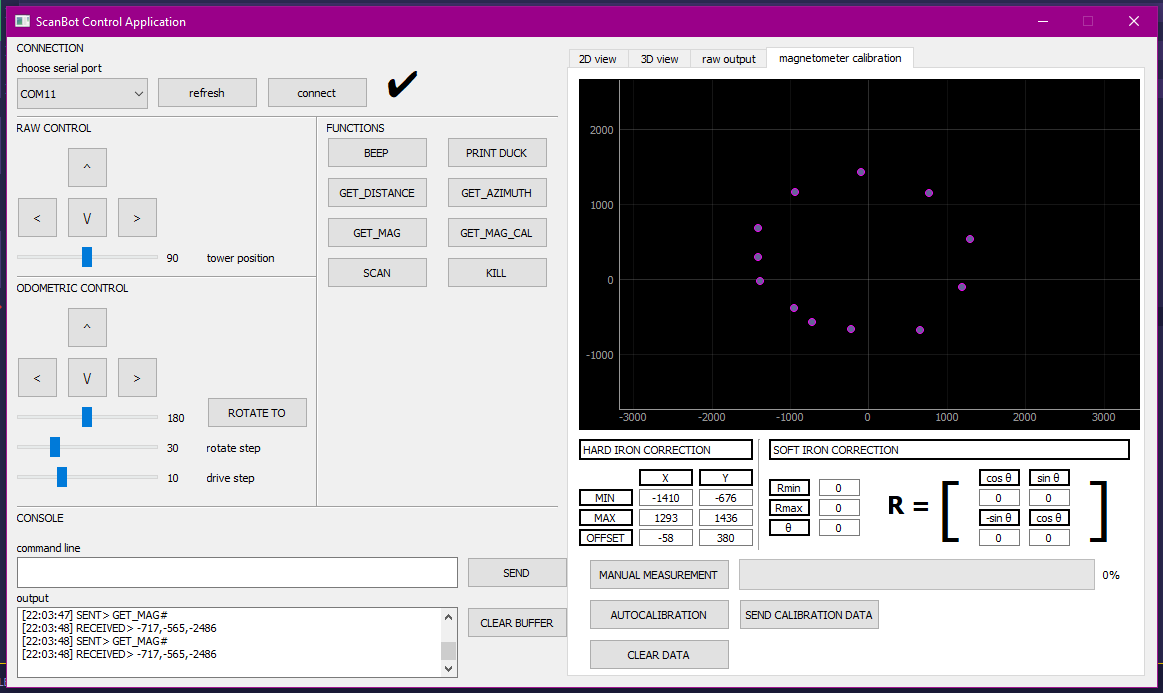 ScanBot Control Application
CONNECTION
choose serial port
COM11
refresh
connect
RAW CONTROL
^
< V >
90 tower position
FUNCTIONS
BEEP PRINT DUCK
GET_DISTANCE GET_AZIMUTH
GET_MAG GET_MAG_CAL
SCAN KILL
ODOMETRIC CONTROL
^
< V >
180 ROTATE TO
30 rotate step
10 drive step
CONSOLE
command line
SEND
output
[22:03:47] SENT> GET_MAG#
[22:03:48] RECEIVED> -717,-565,-2486
[22:03:48] SENT> GET_MAG#
[22:03:48] RECEIVED> -717,-565,-2486
CLEAR BUFFER
2D view 3D view raw output magnetometer calibration
2000
1000
0
-1000
-3000 -2000 -1000 0 1000 2000 3000
HARD IRON CORRECTION
X Y
MIN -1410 -676
MAX 1293 1436
OFFSET -58 380
SOFT IRON CORRECTION
Rmin 0
Rmax 0
θ 0
R = [ ]
cos θ sin θ
0 0
-sin θ cos θ
0 0
MANUAL MEASUREMENT 0%
AUTOCALIBRATION SEND CALIBRATION DATA
CLEAR DATA